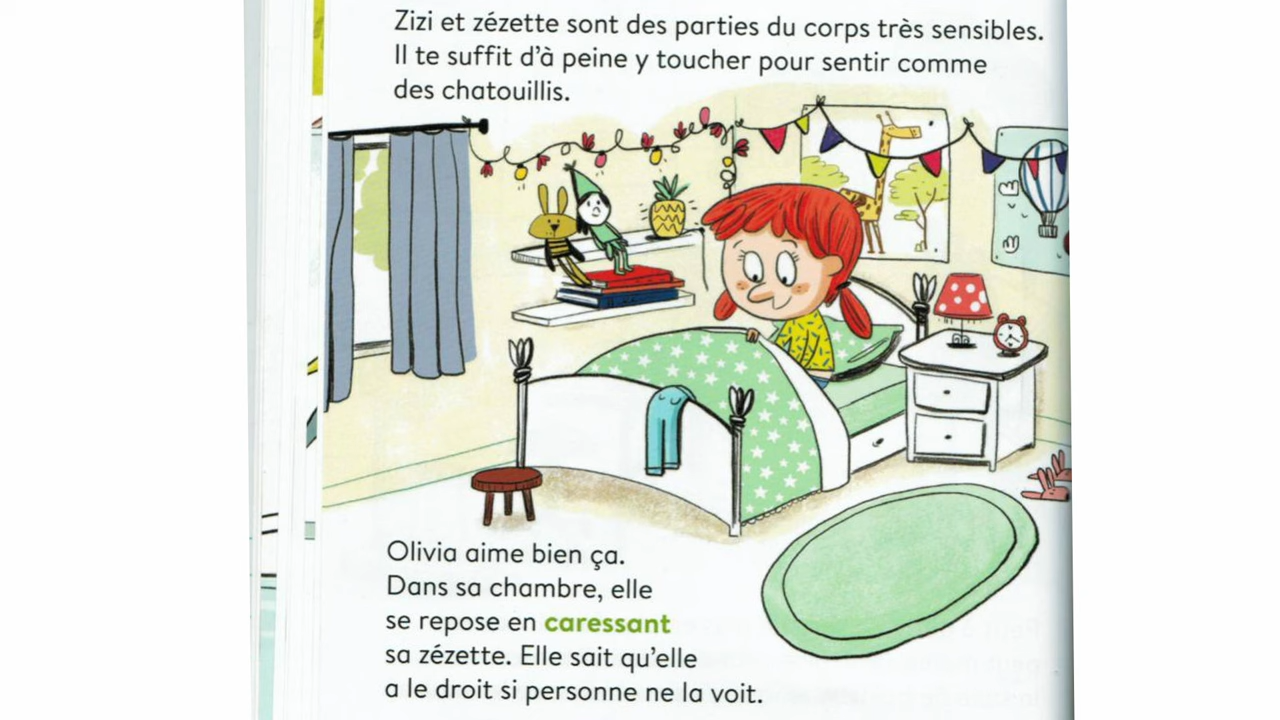 Zizi et zézette sont des parties du corps très sensibles.
Il te suffit d'à peine y toucher pour sentir comme
des chatouillis.
Olivia aime bien ça.
Dans sa chambre, elle
se repose en caressant
sa zézette. Elle sait qu'elle
a le droit si personne ne la voit.